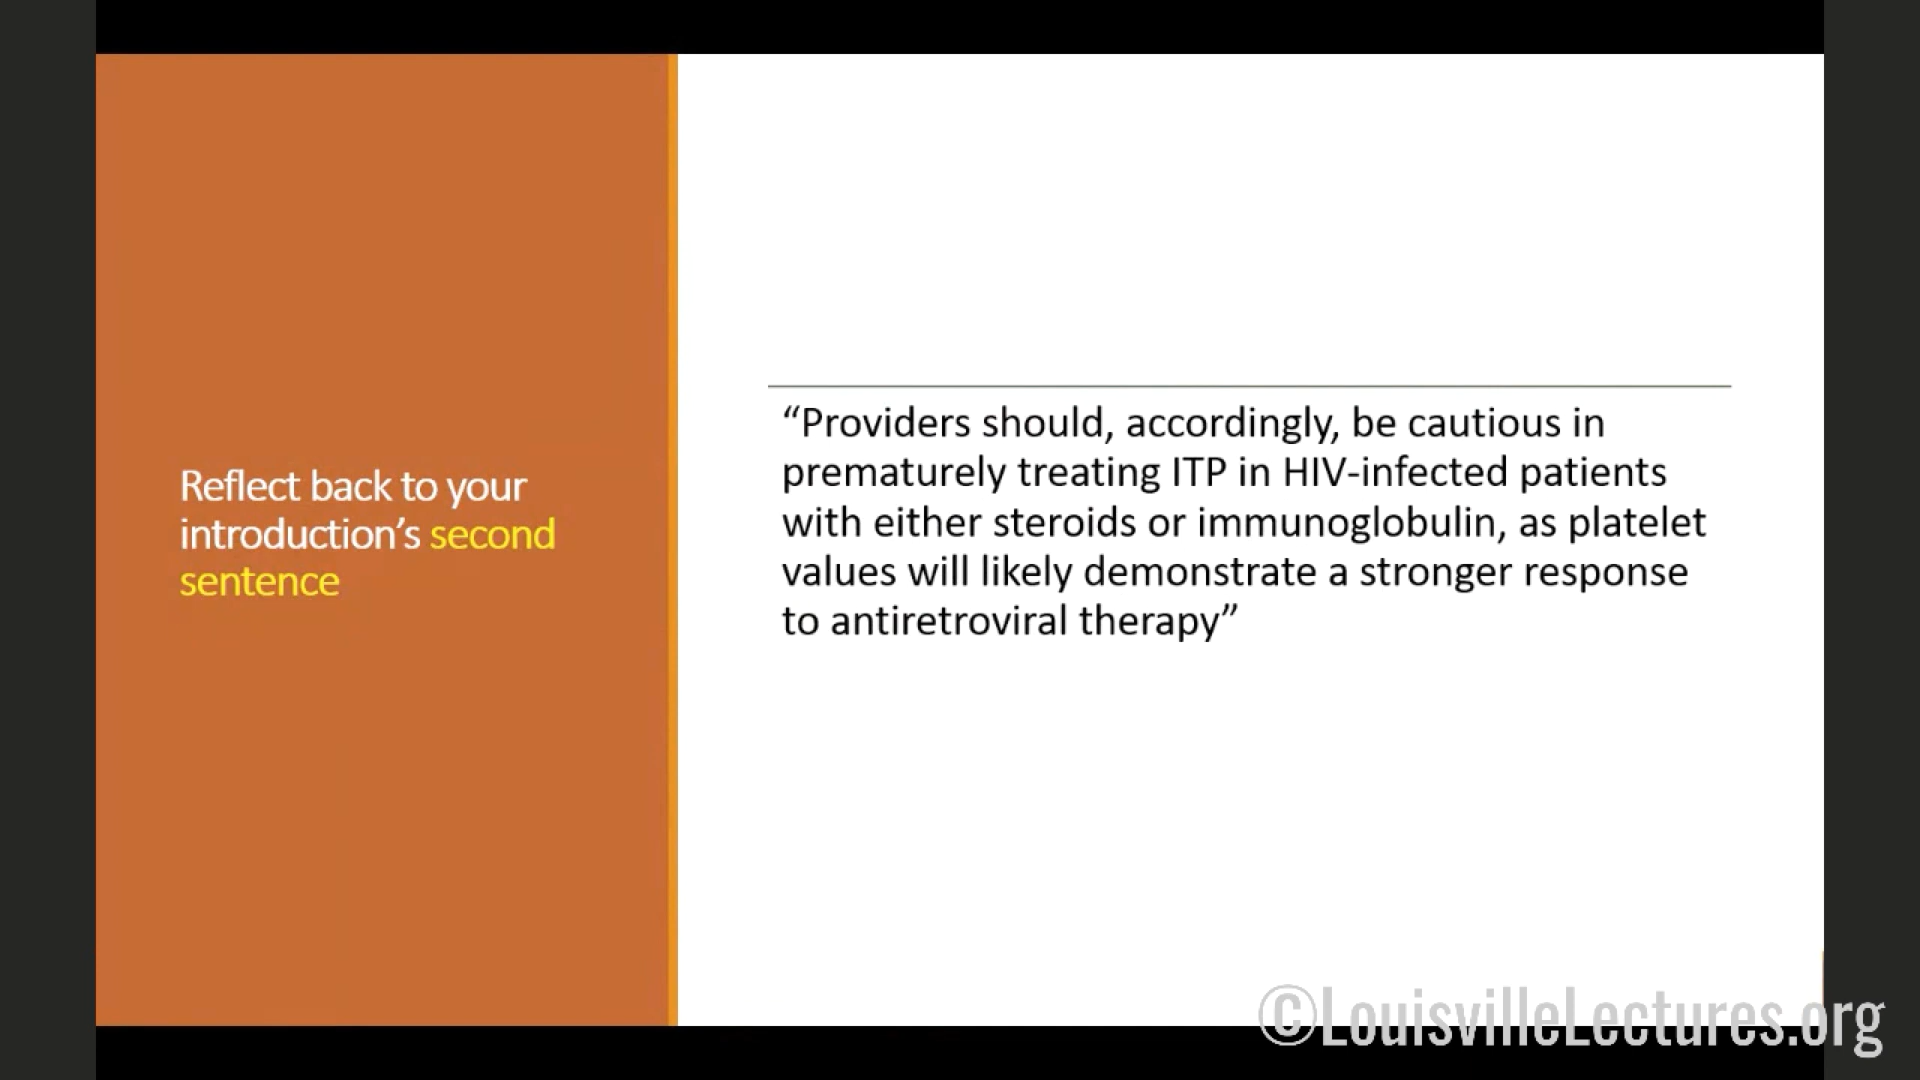 Reflect back to your
introduction’s second
sentence
“Providers should, accordingly, be cautious in
prematurely treating ITP in HIV-infected patients
with either steroids or immunoglobulin, as platelet
values will likely demonstrate a stronger response
to antiretroviral therapy”
©LouisvilleLectures.org